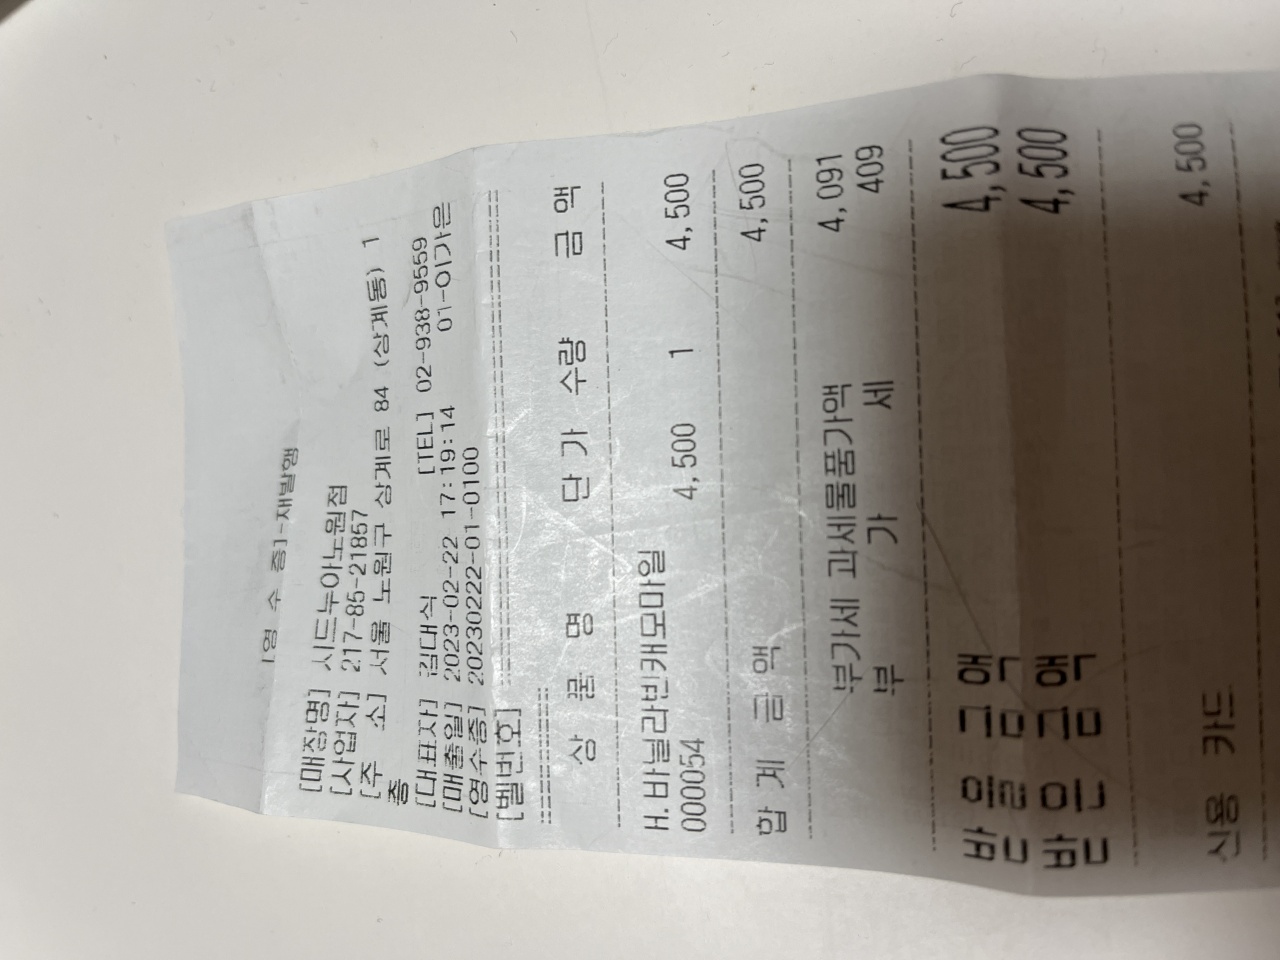 [영 수 증]-재발행
[매장명] 시드누아노원점
[사업자] 217-85-21857
[주 소] 서울 노원구 상계로 84 (상계동) 1
층
[대표자] 김대식 [TEL] 02-938-9559
[매출일] 2023-02-22 17:19:14 01-이가은
[영수증] 20230222-01-0100
[벨번호]
상 품 명 단 가 수량 금 액
H.바닐라빈캐모마일
000054 4,500 1 4,500
합 계 금 액 4,500
부가세 과세물품가액 4,091
부 가 세 409
받을금액 4,500
받은금액 4,500
신용 카드 4,500